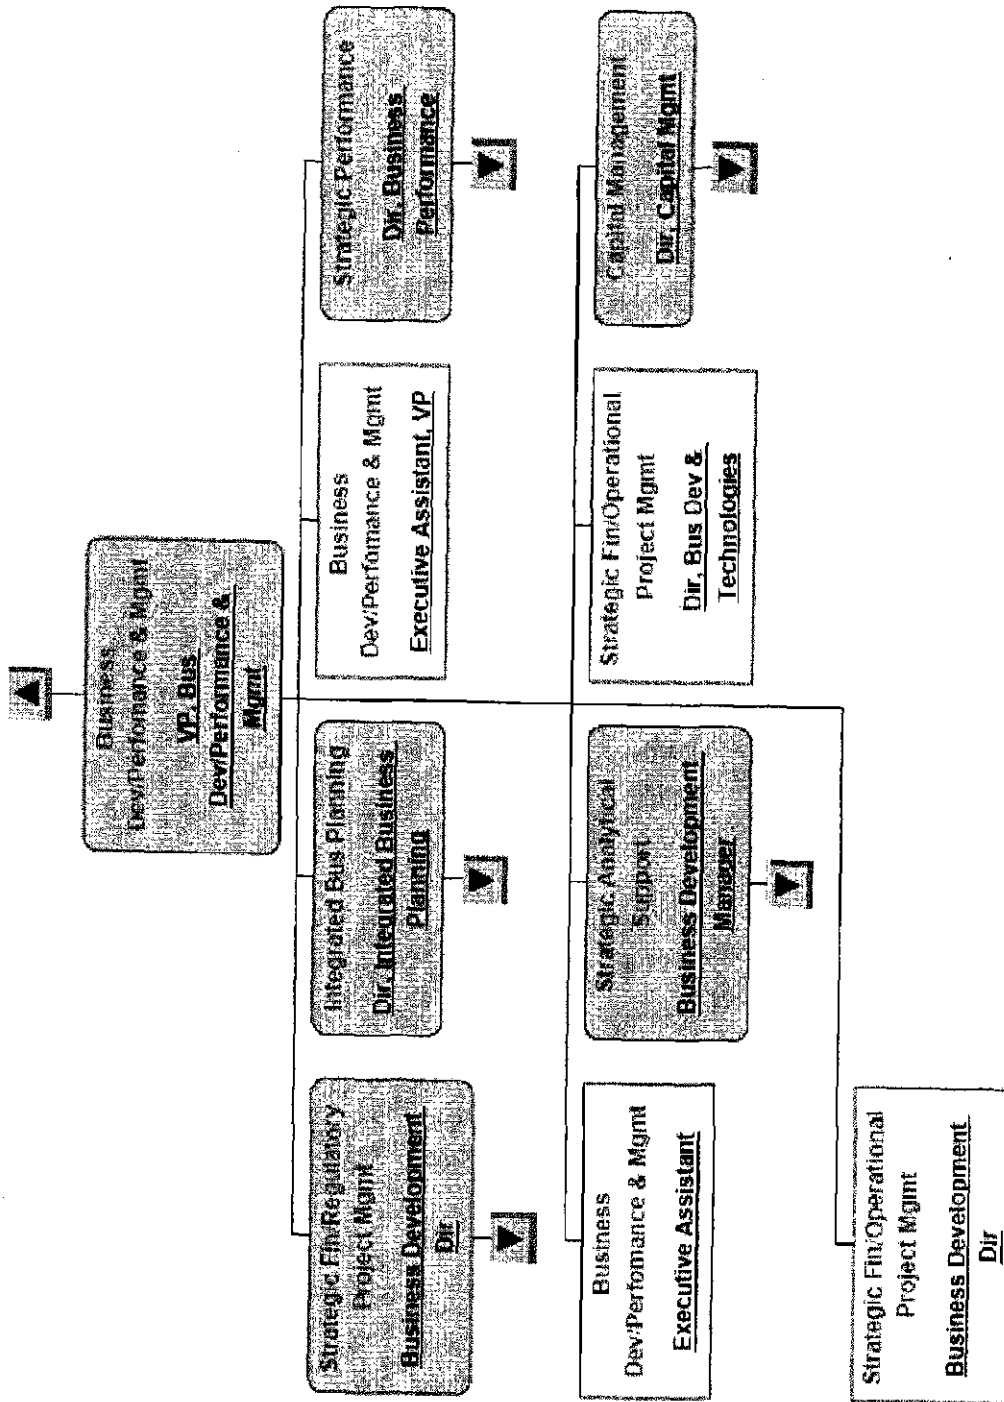 Business
Dev/Perfomance & Mgmt
VP, Bus
Dev/Performance &
Mgmt
Strategic Fin/Regulatory
Project Mgmt
Business Development
Dir
Integrated Bus Planning
Dir, Integrated Business
Planning
Business
Dev/Perfomance & Mgmt
Executive Assistant, VP
Strategic Performance
Dir, Business
Performance
Business
Dev/Perfomance & Mgmt
Executive Assistant
Strategic Analytical
Support
Business Development
Manager
Strategic Fin/Operational
Project Mgmt
Dir, Bus Dev &
Technologies
Capital Management
Dir, Capital Mgmt
Strategic Fin/Operational
Project Mgmt
Business Development
Dir